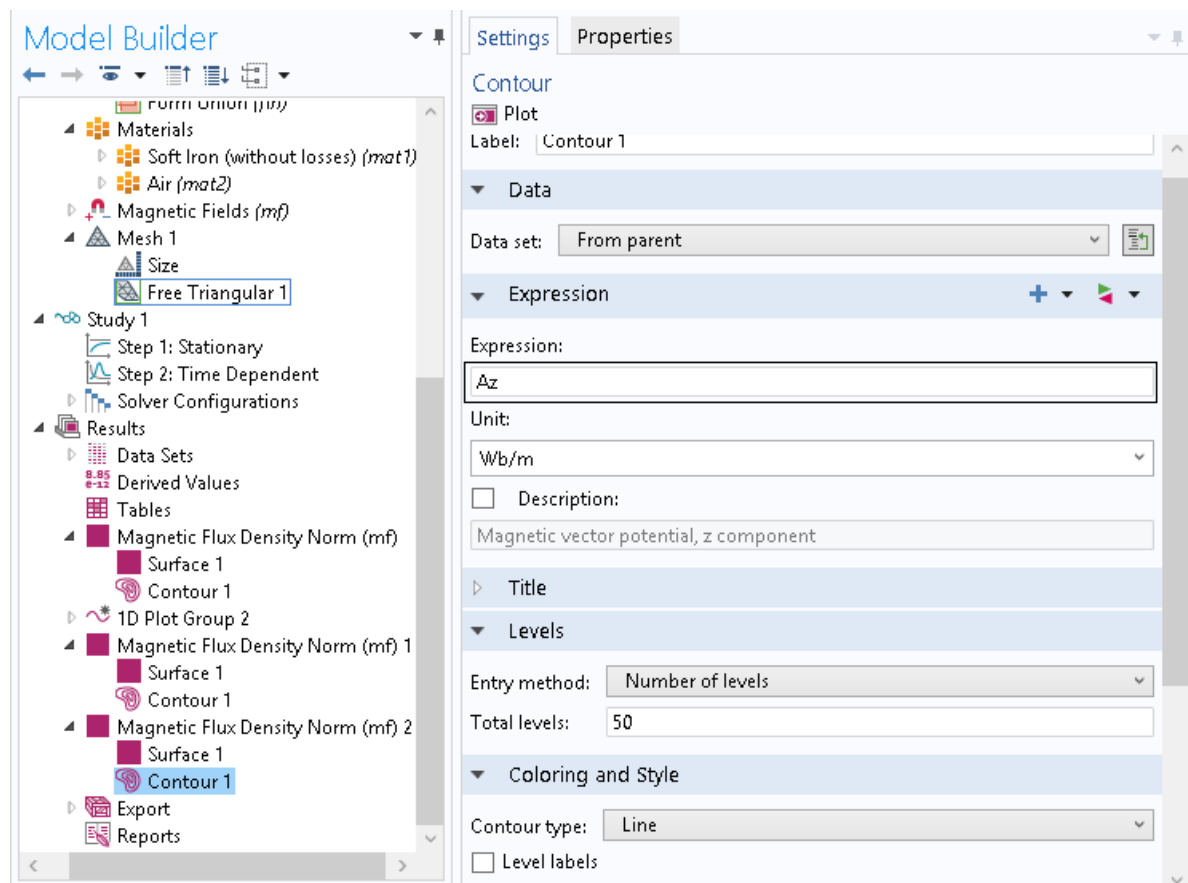 Model Builder
Form Union (fin)
Materials
Soft Iron (without losses) (mat1)
Air (mat2)
Magnetic Fields (mf)
Mesh 1
Size
Free Triangular 1
Study 1
Step 1: Stationary
Step 2: Time Dependent
Solver Configurations
Results
Data Sets
8.85
e-12
Derived Values
Tables
Magnetic Flux Density Norm (mf)
Surface 1
Contour 1
1D Plot Group 2
Magnetic Flux Density Norm (mf) 1
Surface 1
Contour 1
Magnetic Flux Density Norm (mf) 2
Surface 1
Contour 1
Export
Reports
Settings Properties
Contour
Plot
Label: Contour 1
Data
Data set: From parent
Expression
Expression:
Az
Unit:
Wb/m
Description:
Magnetic vector potential, z component
Title
Levels
Entry method: Number of levels
Total levels: 50
Coloring and Style
Contour type: Line
Level labels